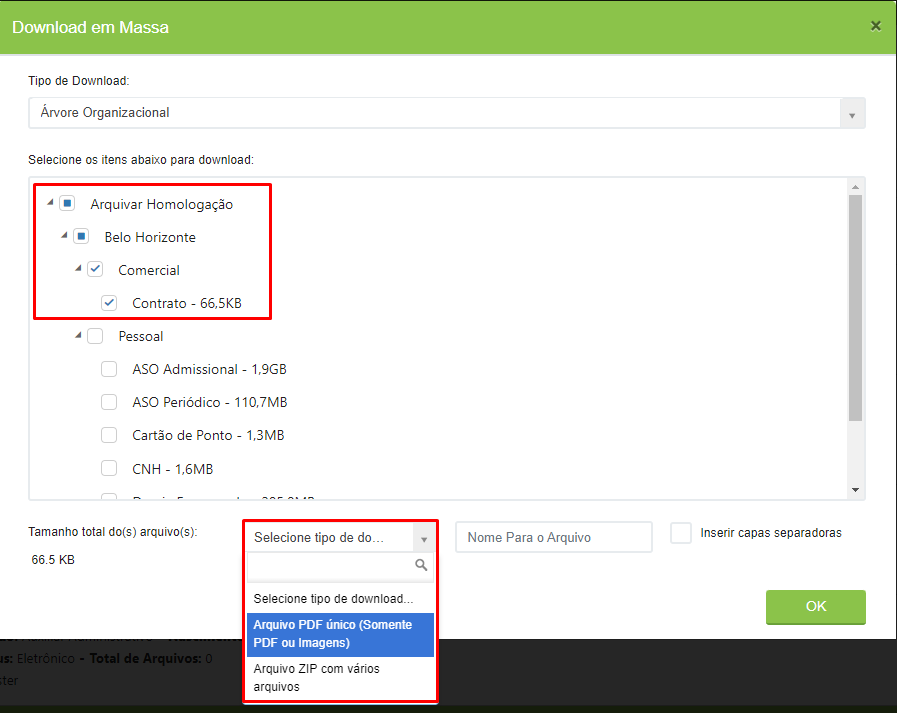 Download em Massa
Tipo de Download:
Árvore Organizacional
Selecione os itens abaixo para download:
Arquivar Homologação
Belo Horizonte
Comercial
Contrato - 66,5KB
Pessoal
ASO Admissional - 1,9GB
ASO Periódico - 110,7MB
Cartão de Ponto - 1,3MB
CNH - 1,6MB
Tamanho total do(s) arquivo(s):
66.5 KB
Selecione tipo de do...
Nome Para o Arquivo
Inserir capas separadoras
Selecione tipo de download...
Arquivo PDF único (Somente
PDF ou Imagens)
Arquivo ZIP com vários
arquivos
OK
us: Eletrônico - Total de Arquivos: 0
ster